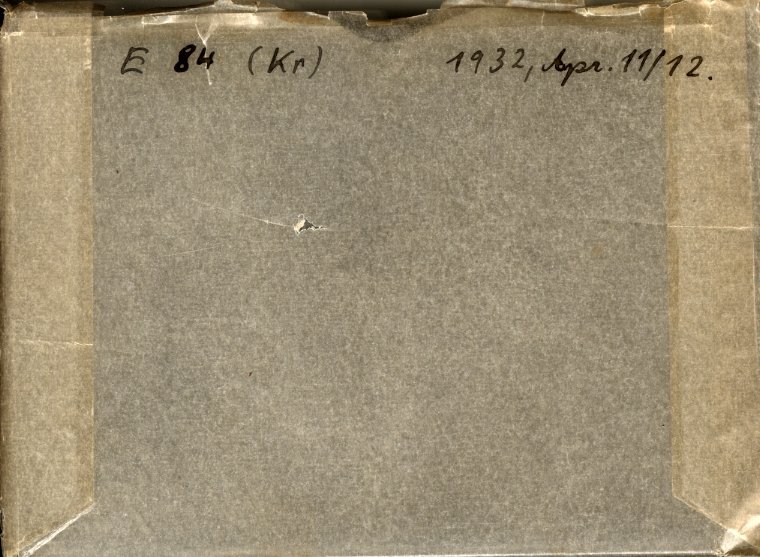 E 84 (Kr) 1932, Apr. 11/12.